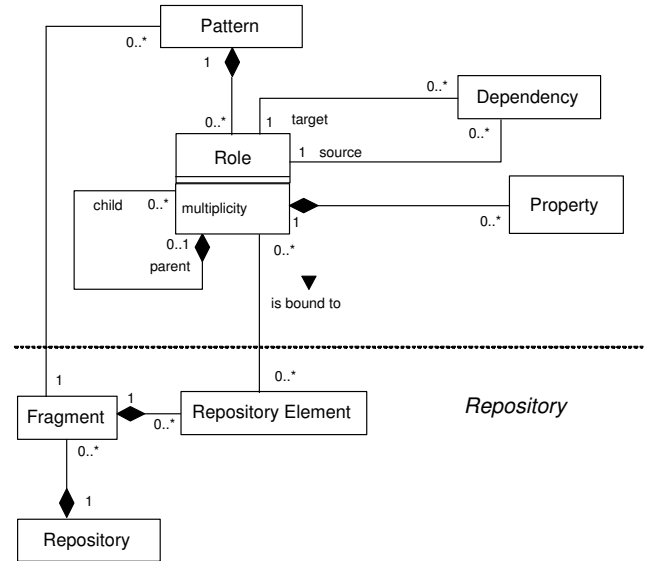 Pattern
0..*
1
0..*
Dependency
0..*
1 target
0..*
Role
1 source
child 0..*
multiplicity
Property
1
0..*
0..1
parent
0..*
is bound to
1
0..*
Repository Element
Repository
Fragment
1
0..*
0..*
1
Repository